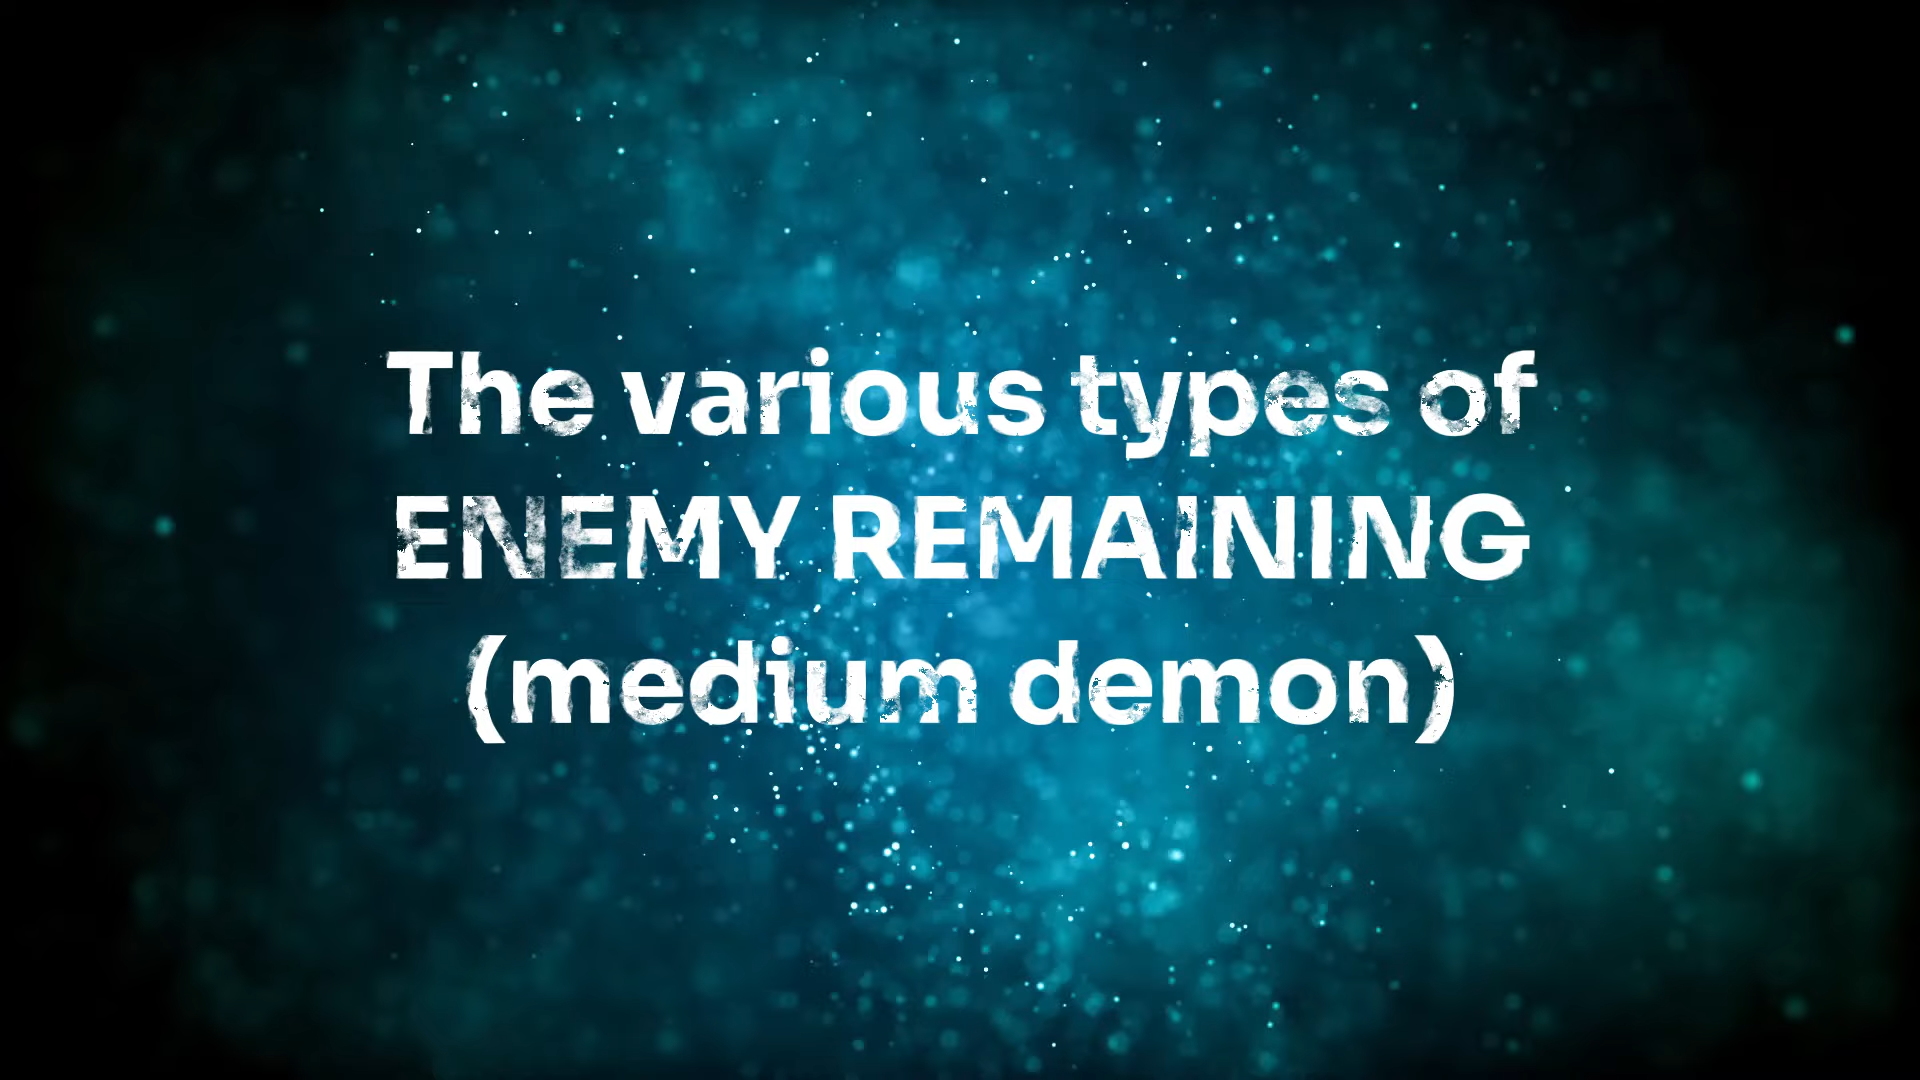 The various types of
ENEMY REMAINING
(medium demon)